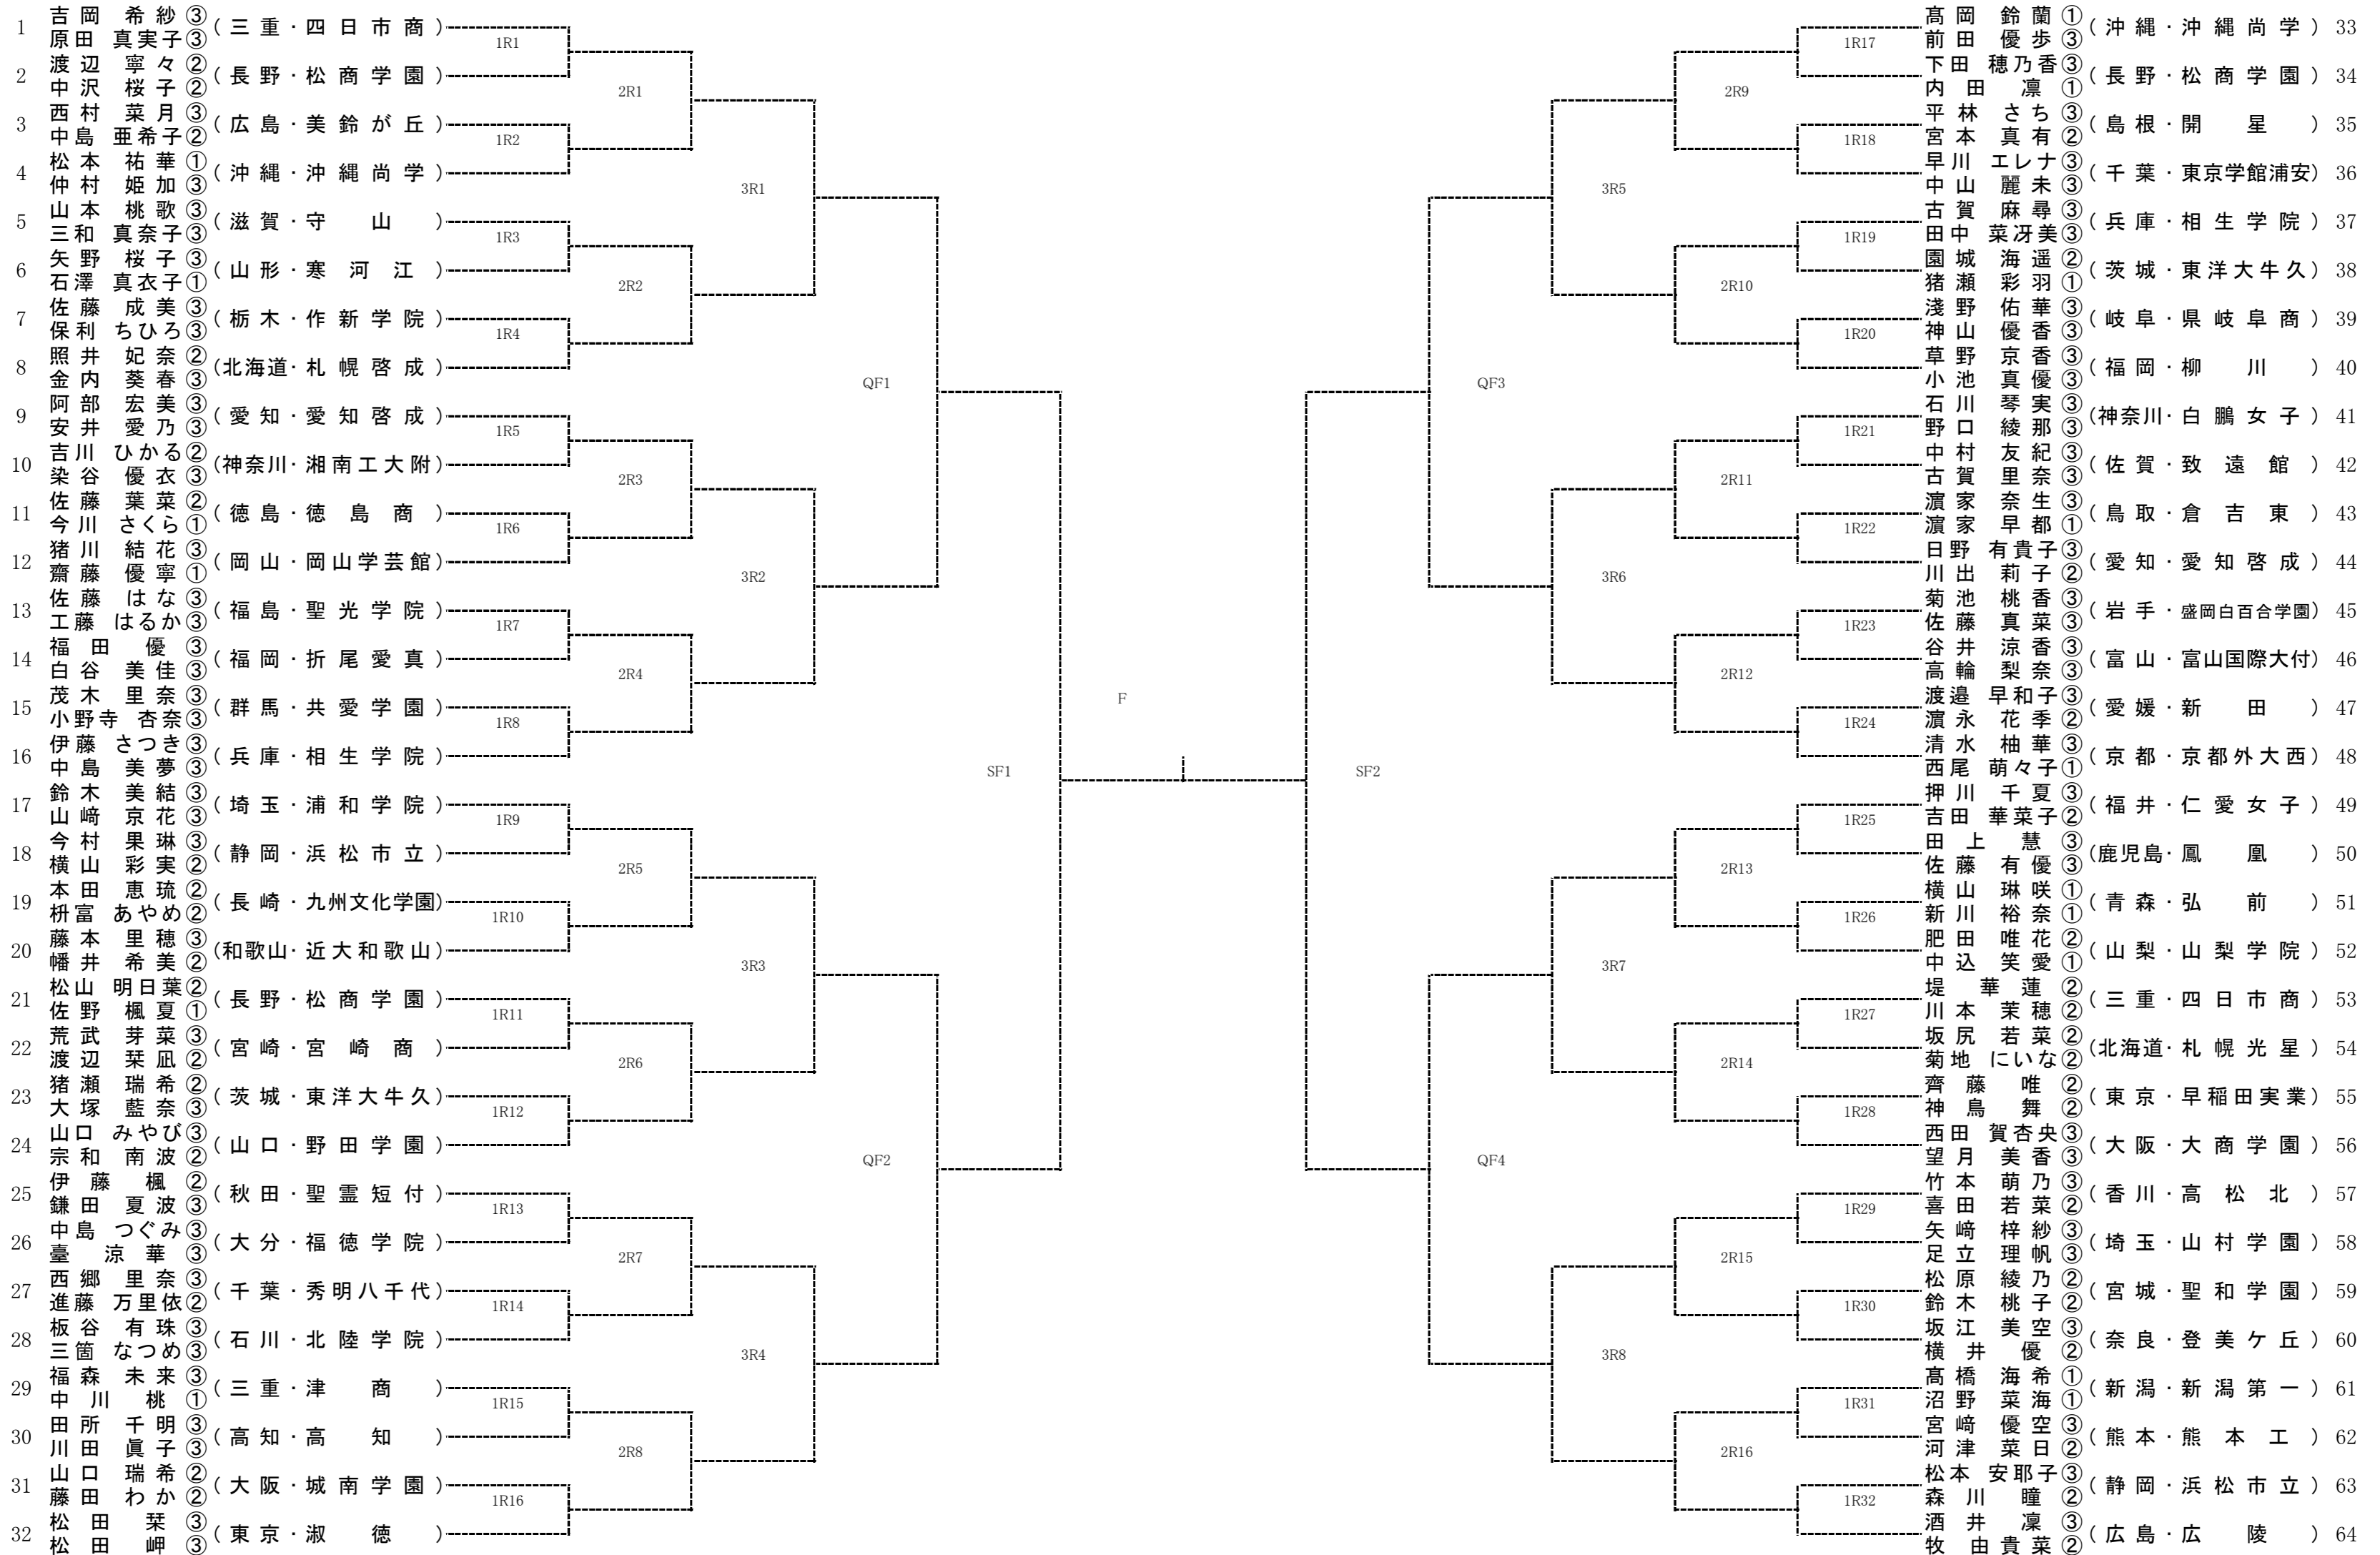 1 吉岡 希紗③ (三重・四日市商)
原田 真実子③
2 渡辺 寧々② (長野・松商学園)
中沢 桜子②
3 西村 菜月③ (広島・美鈴が丘)
中島 亜希子②
4 松本 祐華① (沖縄・沖縄尚学)
仲村 姫加③
5 山本 桃歌③ (滋賀・守山)
三和 真奈子③
6 矢野 桜子③ (山形・寒河江)
石澤 真衣子①
7 佐藤 成美③ (栃木・作新学院)
保利 ちひろ③
8 照井 妃奈② (北海道・札幌啓成)
金内 葵春③
9 阿部 宏美③ (愛知・愛知啓成)
安井 愛乃③
10 吉川 ひかる② (神奈川・湘南工大附)
染谷 優衣③
11 佐藤 葉菜② (徳島・徳島商)
今川 さくら①
12 猪川 結花③ (岡山・岡山学芸館)
齋藤 優寧①
13 佐藤 はな③ (福島・聖光学院)
工藤 はるか③
14 福田 優③ (福岡・折尾愛真)
白谷 美佳③
15 茂木 里奈③ (群馬・共愛学園)
小野寺 杏奈③
16 伊藤 さつき③ (兵庫・相生学院)
中島 美夢③
17 鈴木 美結③ (埼玉・浦和学院)
山﨑 京花③
18 今村 果琳③ (静岡・浜松市立)
横山 彩実②
19 本田 恵琉② (長崎・九州文化学園)
枡富 あやめ②
20 藤本 里穂③ (和歌山・近大和歌山)
幡井 希美②
21 松山 明日葉② (長野・松商学園)
佐野 楓夏①
22 荒武 芽菜③ (宮崎・宮崎商)
渡辺 栞凪②
23 猪瀬 瑞希② (茨城・東洋大牛久)
大塚 藍奈③
24 山口 みやび③ (山口・野田学園)
宗和 南波②
25 伊藤 楓② (秋田・聖霊短付)
鎌田 夏波③
26 中島 つぐみ③ (大分・福徳学院)
臺 涼華③
27 西郷 里奈③ (千葉・秀明八千代)
進藤 万里依②
28 板谷 有珠③ (石川・北陸学院)
三箇 なつめ③
29 福森 未来③ (三重・津商)
中川 桃①
30 田所 千明③ (高知・高知)
川田 眞子③
31 山口 瑞希② (大阪・城南学園)
藤田 わか②
32 松田 栞③ (東京・淑徳)
松田 岬③
1R1
1R2
1R3
1R4
1R5
1R6
1R7
1R8
1R9
1R10
1R11
1R12
1R13
1R14
1R15
1R16
2R1
2R2
2R3
2R4
2R5
2R6
2R7
2R8
3R1
3R2
3R3
3R4
QF1
QF2
SF1
F
SF2
QF3
QF4
3R5
3R6
3R7
3R8
2R9
2R10
2R11
2R12
2R13
2R14
2R15
2R16
1R17
1R18
1R19
1R20
1R21
1R22
1R23
1R24
1R25
1R26
1R27
1R28
1R29
1R30
1R31
1R32
髙岡 鈴蘭① (沖縄・沖縄尚学) 33
前田 優歩③
下田 穂乃香③ (長野・松商学園) 34
内田 凛①
平林 さち③ (島根・開星) 35
宮本 真有②
早川 エレナ③ (千葉・東京学館浦安) 36
中山 麗未③
古賀 麻尋③ (兵庫・相生学院) 37
田中 菜冴美③
園城 海遥② (茨城・東洋大牛久) 38
猪瀬 彩羽①
淺野 佑華③ (岐阜・県岐阜商) 39
神山 優香③
草野 京香③ (福岡・柳川) 40
小池 真優③
石川 琴実③ (神奈川・白鵬女子) 41
野口 綾那③
中村 友紀③ (佐賀・致遠館) 42
古賀 里奈③
濵家 奈生③ (鳥取・倉吉東) 43
濵家 早都①
日野 有貴子③ (愛知・愛知啓成) 44
川出 莉子②
菊池 桃香③ (岩手・盛岡白百合学園) 45
佐藤 真菜③
谷井 涼香③ (富山・富山国際大付) 46
高輪 梨奈③
渡邉 早和子③ (愛媛・新田) 47
濵永 花季②
清水 柚華③ (京都・京都外大西) 48
西尾 萌々子①
押川 千夏③ (福井・仁愛女子) 49
吉田 華菜子②
田上 慧③ (鹿児島・鳳凰) 50
佐藤 有優③
横山 琳咲① (青森・弘前) 51
新川 裕奈①
肥田 唯花② (山梨・山梨学院) 52
中込 笑愛①
堤 華蓮② (三重・四日市商) 53
川本 茉穂②
坂尻 若菜② (北海道・札幌光星) 54
菊地 にいな②
齊藤 唯② (東京・早稲田実業) 55
神鳥 舞②
西田 賀杏央③ (大阪・大商学園) 56
望月 美香③
竹本 萌乃③ (香川・高松北) 57
喜田 若菜②
矢﨑 梓紗③ (埼玉・山村学園) 58
足立 理帆③
松原 綾乃② (宮城・聖和学園) 59
鈴木 桃子②
坂江 美空③ (奈良・登美ケ丘) 60
横井 優②
髙橋 海希① (新潟・新潟第一) 61
沼野 菜海①
宮﨑 優空③ (熊本・熊本工) 62
河津 菜日②
松本 安耶子③ (静岡・浜松市立) 63
森川 瞳②
酒井 凜③ (広島・広陵) 64
牧 由貴菜②